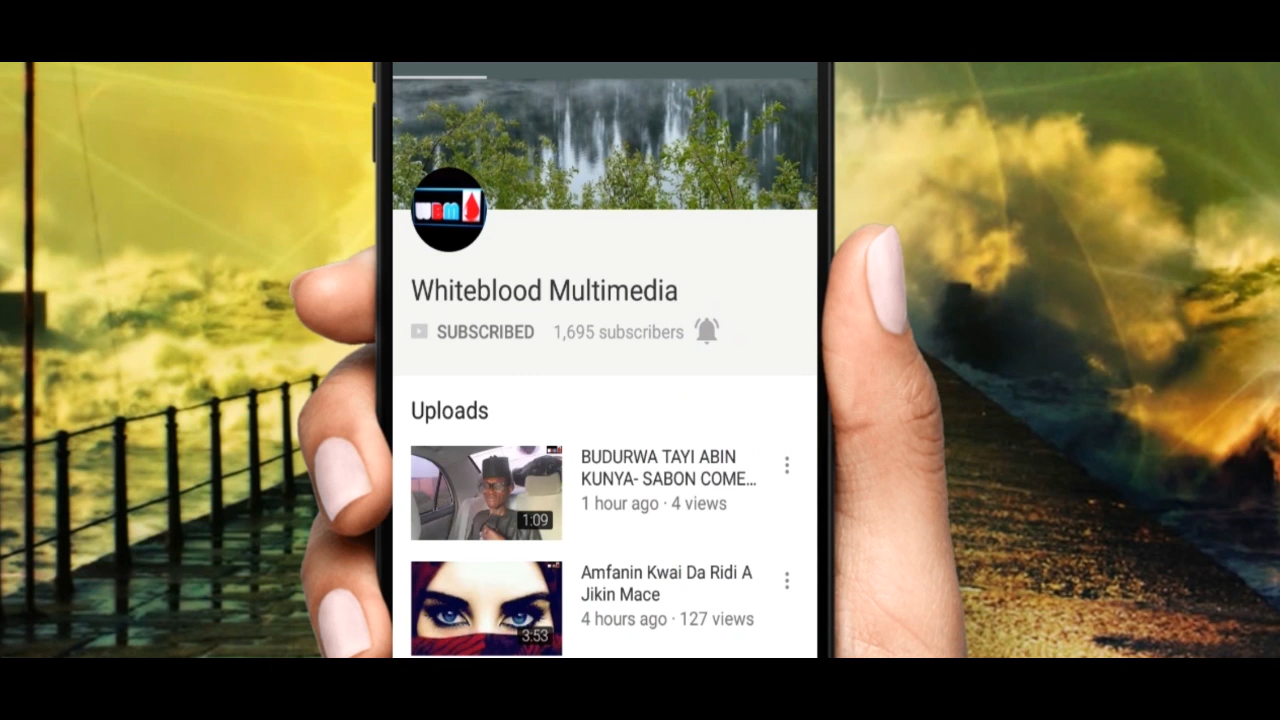 WBM
Whiteblood Multimedia
SUBSCRIBED 1,695 subscribers
Uploads
BUDURWA TAYI ABIN
KUNYA- SABON COME...
1 hour ago · 4 views
1:09
Amfanin Kwai Da Ridi A
Jikin Mace
4 hours ago · 127 views
3:53